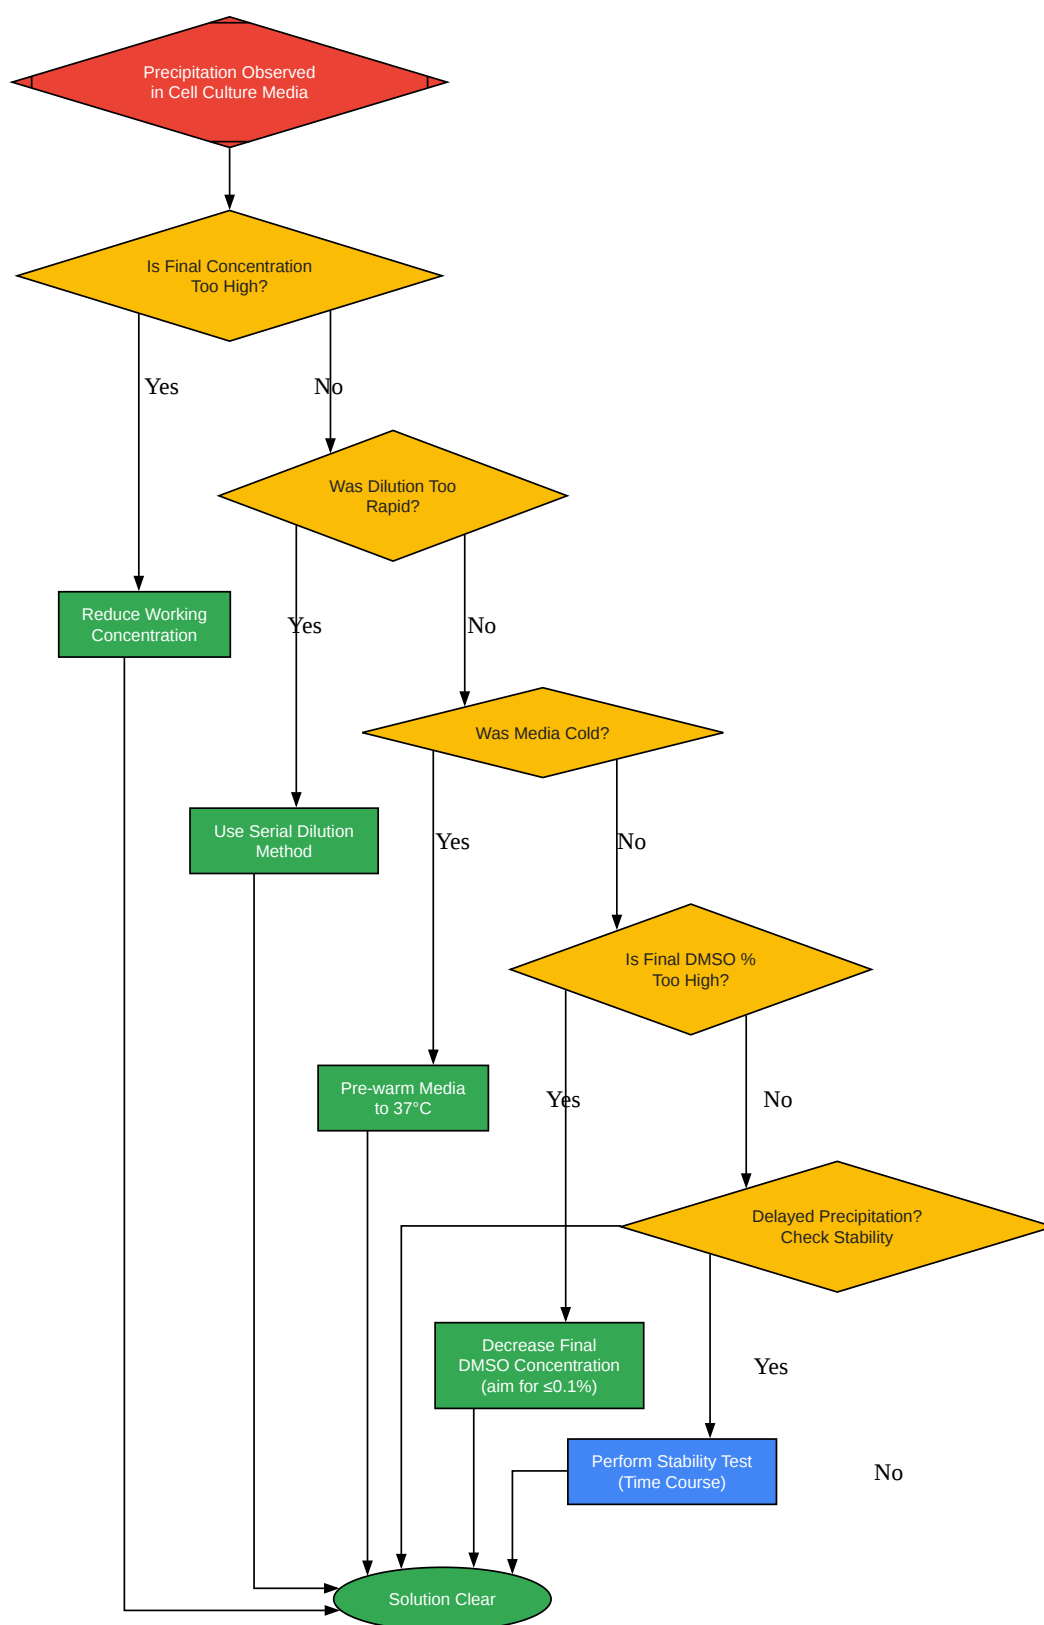 Precipitation Observed
in Cell Culture Media
Is Final Concentration
Too High?
Yes
No
Was Dilution Too
Rapid?
Reduce Working
Concentration
Yes
No
Was Media Cold?
Use Serial Dilution
Method
Yes
No
Is Final DMSO %
Too High?
Pre-warm Media
to 37°C
Yes
No
Delayed Precipitation?
Check Stability
Decrease Final
DMSO Concentration
(aim for ≤0.1%)
Yes
Perform Stability Test
(Time Course)
No
Solution Clear